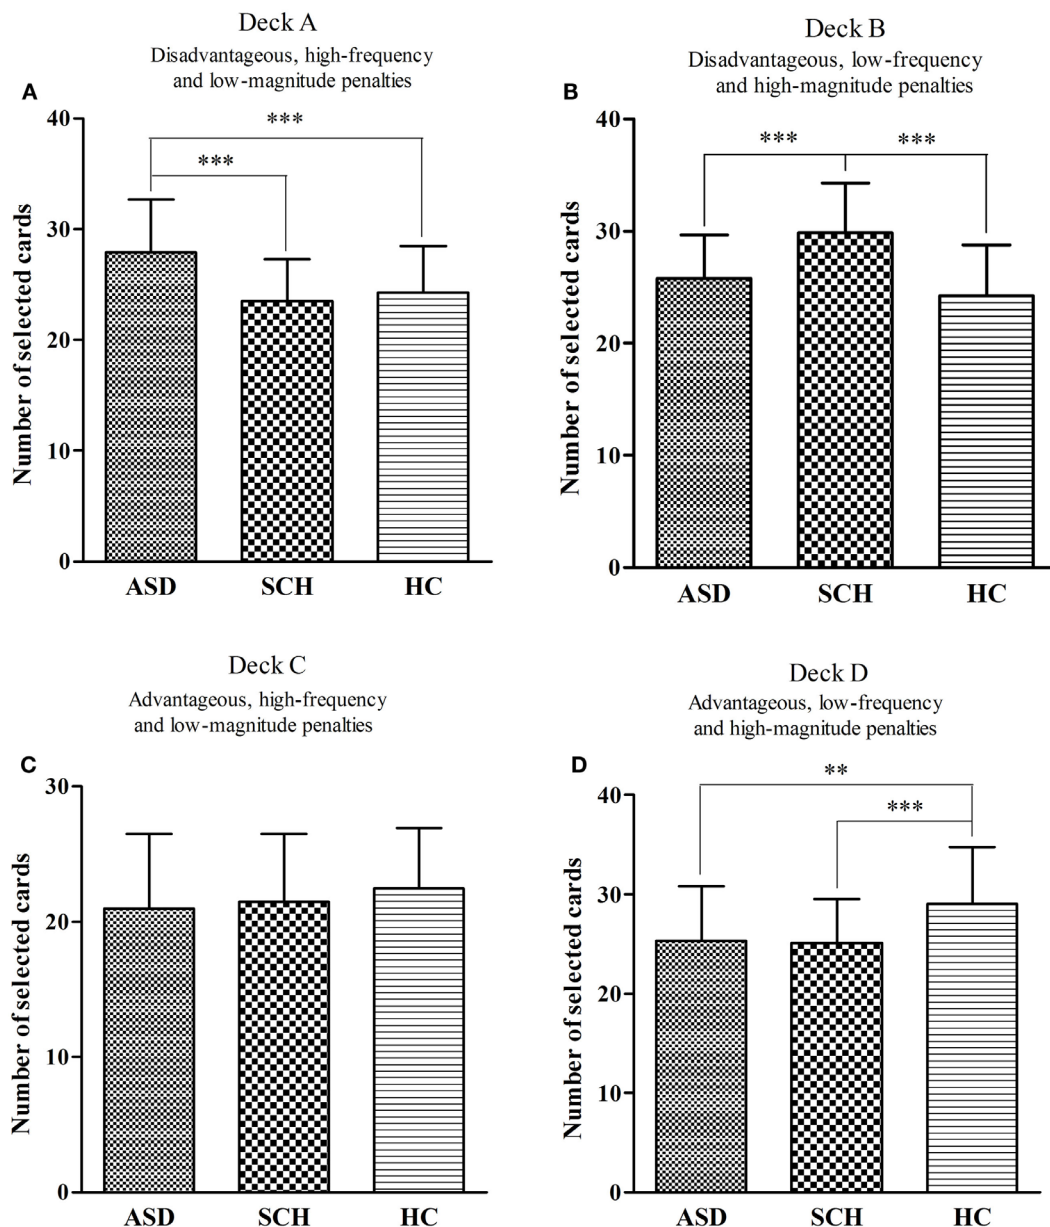 Deck A
Disadvantageous, high-frequency
and low-magnitude penalties
A
Number of selected cards
40
30
20
10
0
***
***
ASD SCH HC
Deck B
Disadvantageous, low-frequency
and high-magnitude penalties
B
Number of selected cards
40
30
20
10
0
*** ***
ASD SCH HC
Deck C
Advantageous, high-frequency
and low-magnitude penalties
C
Number of selected cards
30
20
10
0
ASD SCH HC
Deck D
Advantageous, low-frequency
and high-magnitude penalties
D
Number of selected cards
40
30
20
10
0
**
***
ASD SCH HC